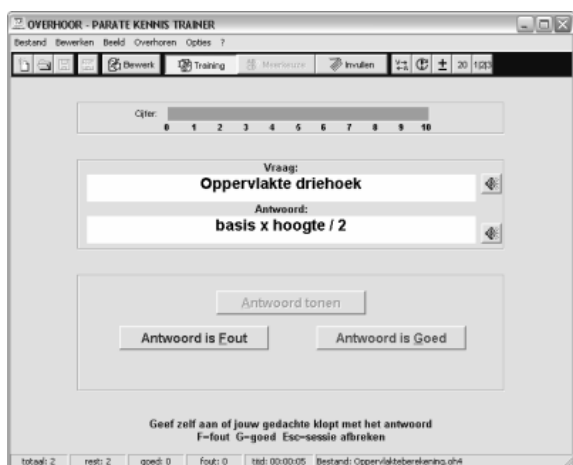 OVERHOOR - PARATE KENNIS TRAINER
Bestand Bewerken Beeld Overhoren Opties ?
Bewerk Training Meerkeuze Invullen 20 1|2|3
Cijfer:
0 1 2 3 4 5 6 7 8 9 10
Vraag:
Oppervlakte driehoek
Antwoord:
basis x hoogte / 2
Antwoord tonen
Antwoord is Fout Antwoord is Goed
Geef zelf aan of jouw gedachte klopt met het antwoord
F=fout G=goed Esc=sessie afbreken
totaal: 2 rest: 2 goed: 0 fout: 0 tijd: 00:00:05 Bestand: Oppervlakteberekening.oh4